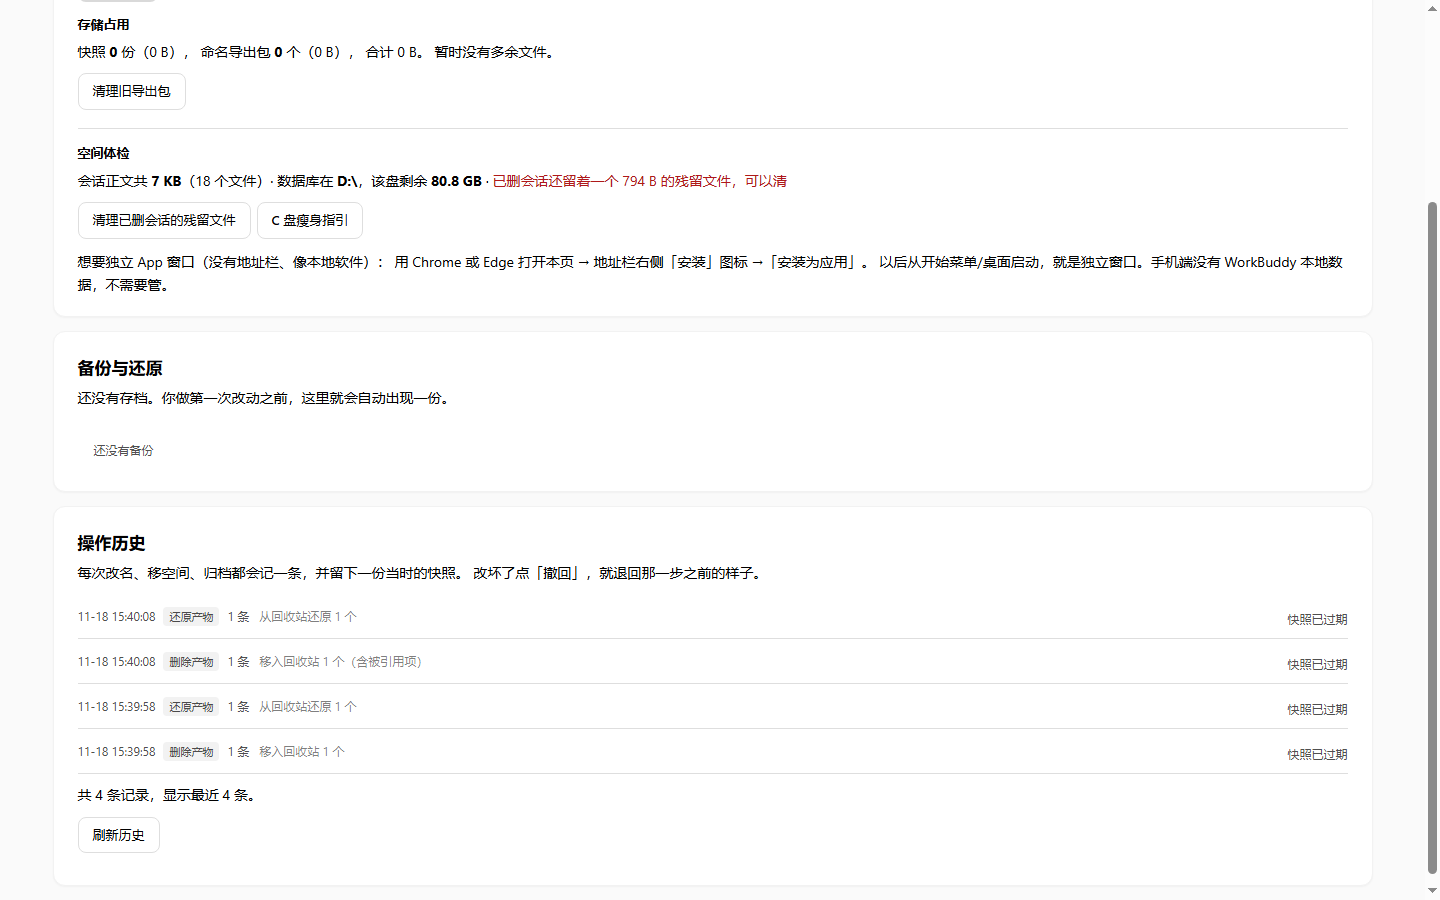 存储占用
快照 0 份（0 B）， 命名导出包 0 个（0 B）， 合计 0 B。 暂时没有多余文件。
清理旧导出包
空间体检
会话正文共 7 KB（18 个文件）· 数据库在 D:\，该盘剩余 80.8 GB · 已删会话还留着一个 794 B 的残留文件，可以清
清理已删会话的残留文件 C 盘瘦身指引
想要独立 App 窗口（没有地址栏、像本地软件）： 用 Chrome 或 Edge 打开本页 → 地址栏右侧「安装」图标 →「安装为应用」。 以后从开始菜单/桌面启动，就是独立窗口。手机端没有 WorkBuddy 本地数
据，不需要管。
备份与还原
还没有存档。你做第一次改动之前，这里就会自动出现一份。
还没有备份
操作历史
每次改名、移空间、归档都会记一条，并留下一份当时的快照。 改坏了点「撤回」，就退回那一步之前的样子。
11-18 15:40:08 还原产物 1 条 从回收站还原 1 个 快照已过期
11-18 15:40:08 删除产物 1 条 移入回收站 1 个（含被引用项） 快照已过期
11-18 15:39:58 还原产物 1 条 从回收站还原 1 个 快照已过期
11-18 15:39:58 删除产物 1 条 移入回收站 1 个 快照已过期
共 4 条记录，显示最近 4 条。
刷新历史